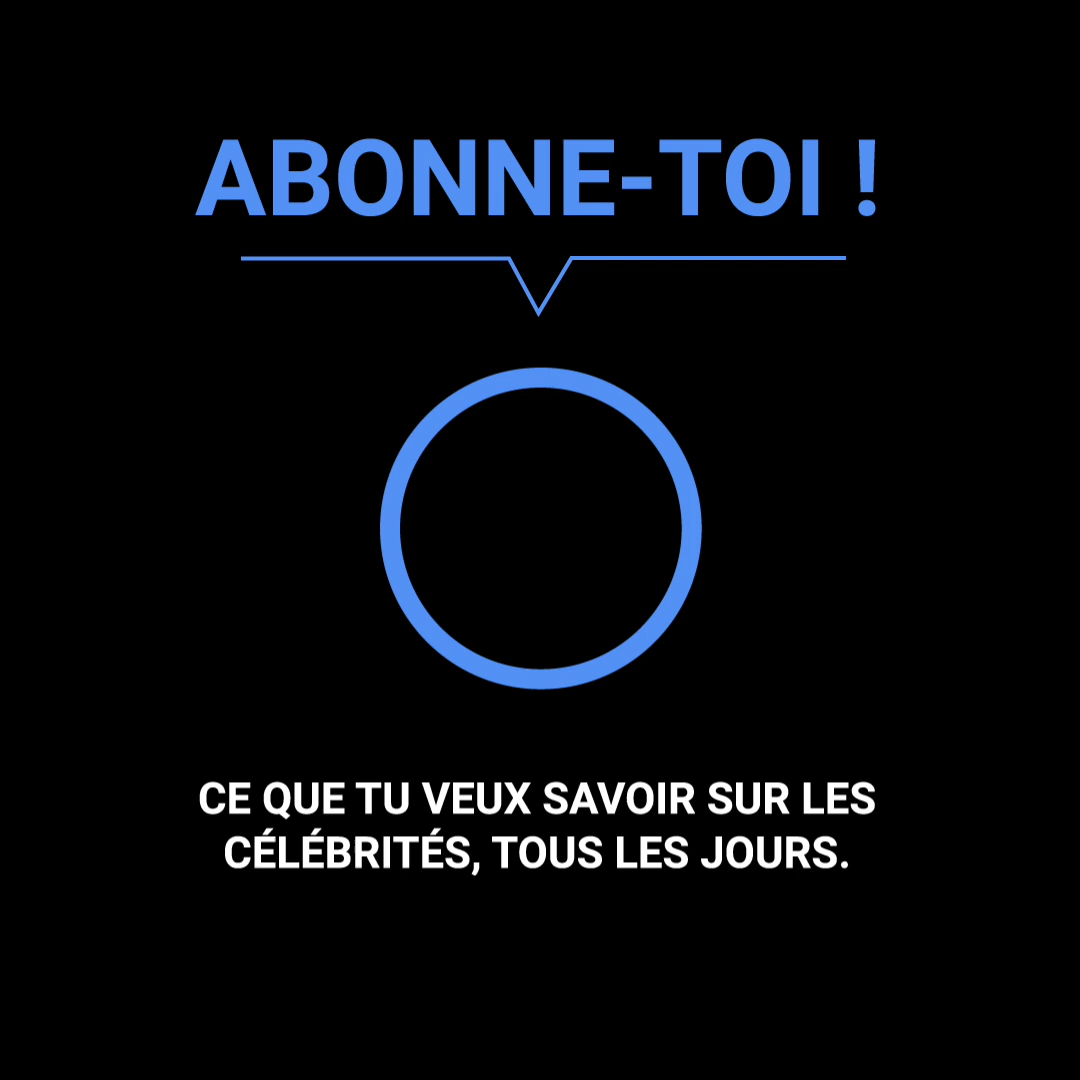 ABONNE-TOI !
CE QUE TU VEUX SAVOIR SUR LES
CÉLÉBRITÉS, TOUS LES JOURS.